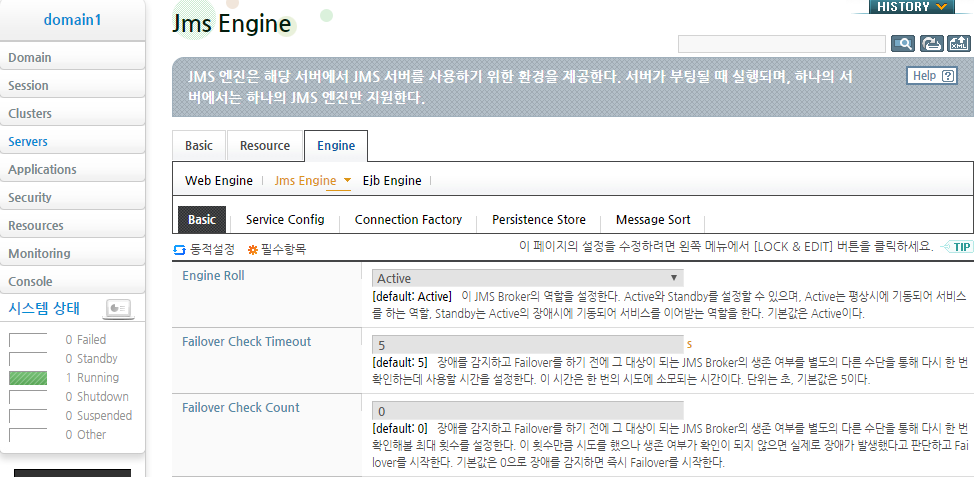 domain1
Domain
Session
Clusters
Servers
Applications
Security
Resources
Monitoring
Console
시스템 상태
0 Failed
0 Standby
1 Running
0 Shutdown
0 Suspended
0 Other
Jms Engine
HISTORY
XML
JMS 엔진은 해당 서버에서 JMS 서버를 사용하기 위한 환경을 제공한다. 서버가 부팅될 때 실행되며, 하나의 서
버에서는 하나의 JMS 엔진만 지원한다.
Help ?
Basic Resource Engine
Web Engine Jms Engine Ejb Engine
Basic Service Config Connection Factory Persistence Store Message Sort
동적설정 필수항목 이 페이지의 설정을 수정하려면 왼쪽 메뉴에서 [LOCK & EDIT] 버튼을 클릭하세요. TIP
Engine Roll
Active
[default: Active] 이 JMS Broker의 역할을 설정한다. Active와 Standby를 설정할 수 있으며, Active는 평상시에 기동되어 서비스
를 하는 역할, Standby는 Active의 장애시에 기동되어 서비스를 이어받는 역할을 한다. 기본값은 Active이다.
Failover Check Timeout
5 s
[default: 5] 장애를 감지하고 Failover를 하기 전에 그 대상이 되는 JMS Broker의 생존 여부를 별도의 다른 수단을 통해 다시 한 번
확인하는데 사용할 시간을 설정한다. 이 시간은 한 번의 시도에 소모되는 시간이다. 단위는 초, 기본값은 5이다.
Failover Check Count
0
[default: 0] 장애를 감지하고 Failover를 하기 전에 그 대상이 되는 JMS Broker의 생존 여부를 별도의 다른 수단을 통해 다시 한 번
확인해볼 최대 횟수를 설정한다. 이 횟수만큼 시도를 했으나 생존 여부가 확인이 되지 않으면 실제로 장애가 발생했다고 판단하고 Fai
lover를 시작한다. 기본값은 0으로 장애를 감지하면 즉시 Failover를 시작한다.